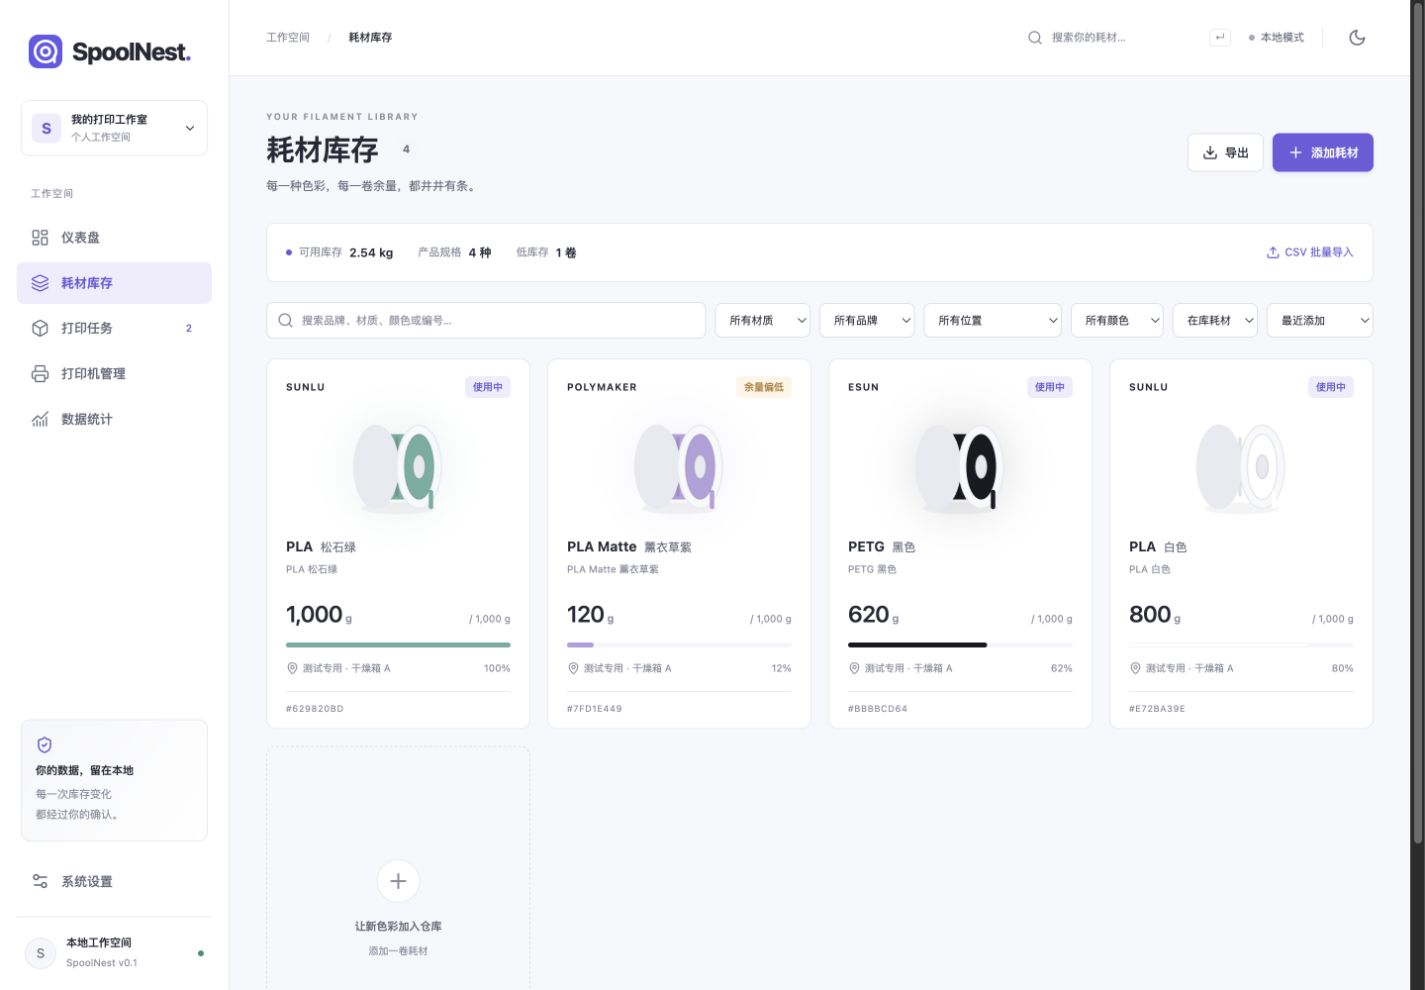 SpoolNest.
S
我的打印工作室
个人工作空间
工作空间
仪表盘
耗材库存
打印任务 2
打印机管理
数据统计
你的数据，留在本地
每一次库存变化
都经过你的确认。
系统设置
S
本地工作空间
SpoolNest v0.1
工作空间 / 耗材库存
搜索你的耗材...
本地模式
YOUR FILAMENT LIBRARY
耗材库存 4
每一种色彩，每一卷余量，都井井有条。
导出
添加耗材
可用库存 2.54 kg 产品规格 4 种 低库存 1 卷
CSV 批量导入
搜索品牌、材质、颜色或编号...
所有材质 所有品牌 所有位置 所有颜色 在库耗材 最近添加
SUNLU 使用中
PLA 松石绿
PLA 松石绿
1,000 g / 1,000 g
测试专用 · 干燥箱 A 100%
#629820BD
POLYMAKER 余量偏低
PLA Matte 薰衣草紫
PLA Matte 薰衣草紫
120 g / 1,000 g
测试专用 · 干燥箱 A 12%
#7FD1E449
ESUN 使用中
PETG 黑色
PETG 黑色
620 g / 1,000 g
测试专用 · 干燥箱 A 62%
#BBBBCD64
SUNLU 使用中
PLA 白色
PLA 白色
800 g / 1,000 g
测试专用 · 干燥箱 A 80%
#E72BA39E
让新色彩加入仓库
添加一卷耗材